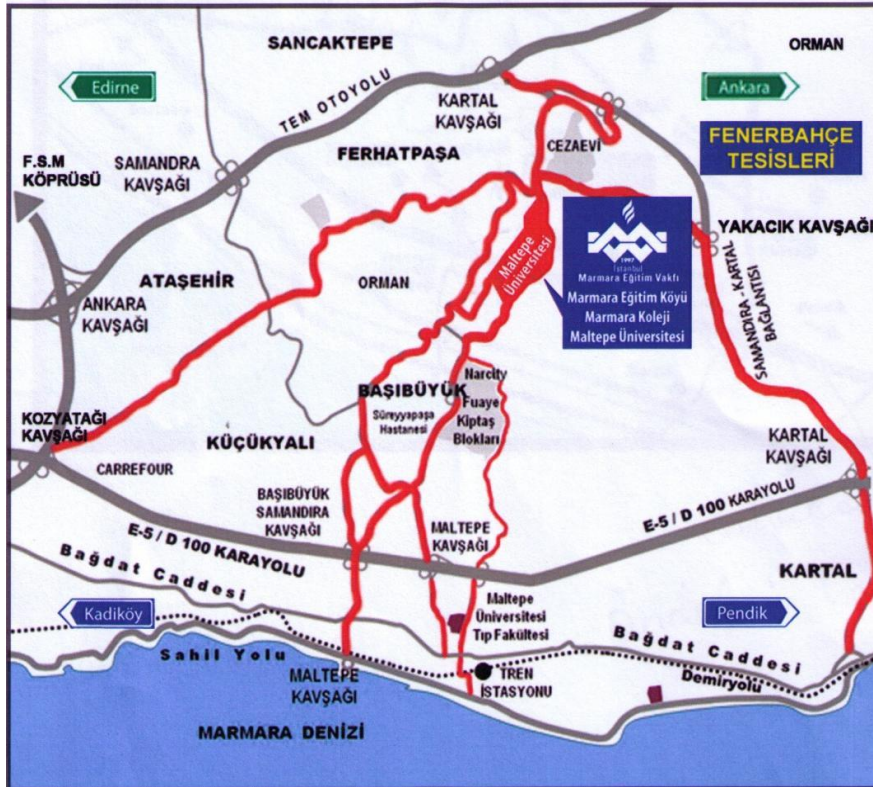 SANCAKTEPE
ORMAN
Edirne
Ankara
TEM OTOYOLU
KARTAL
KAVŞAĞI
FENERBAHÇE
TESİSLERİ
CEZAEVİ
FERHATPAŞA
F.S.M
KÖPRÜSÜ
SAMANDRA
KAVŞAĞI
YAKACIK KAVŞAĞI
Maltepe
Üniversitesi
1997
İstanbul
Marmara Eğitim Vakfı
Marmara Eğitim Köyü
Marmara Koleji
Maltepe Üniversitesi
ATAŞEHİR
ORMAN
ANKARA
KAVŞAĞI
SAMANDIRA - KARTAL
BAĞLANTISI
BAŞIBÜYÜK
Süreyyapaşa
Hastanesi
Narcity
Fuaye
Kiptaş
Blokları
KOZYATAĞI
KAVŞAĞI
KÜÇÜKYALI
KARTAL
KAVŞAĞI
CARREFOUR
BAŞIBÜYÜK
SAMANDIRA
KAVŞAĞI
E-5 / D 100 KARAYOLU
E-5 / D 100 KARAYOLU
MALTEPE
KAVŞAĞI
KARTAL
Bağdat Caddesi
Kadiköy
Maltepe
Üniversitesi
Tıp Fakültesi
Pendik
Bağdat Caddesi
Sahil Yolu
MALTEPE
KAVŞAĞI
TREN
İSTASYONU
Demiryolu
MARMARA DENİZİ